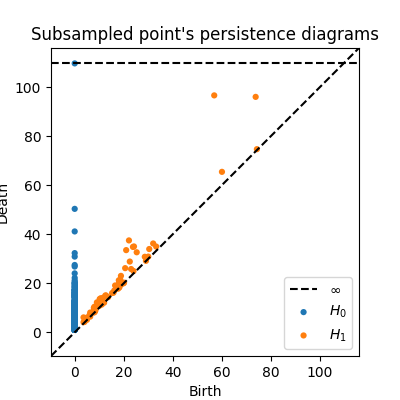 Subsampled point's persistence diagrams
100
80
60
40
20
0
Death
0 20 40 60 80 100
Birth
∞
H0
H1